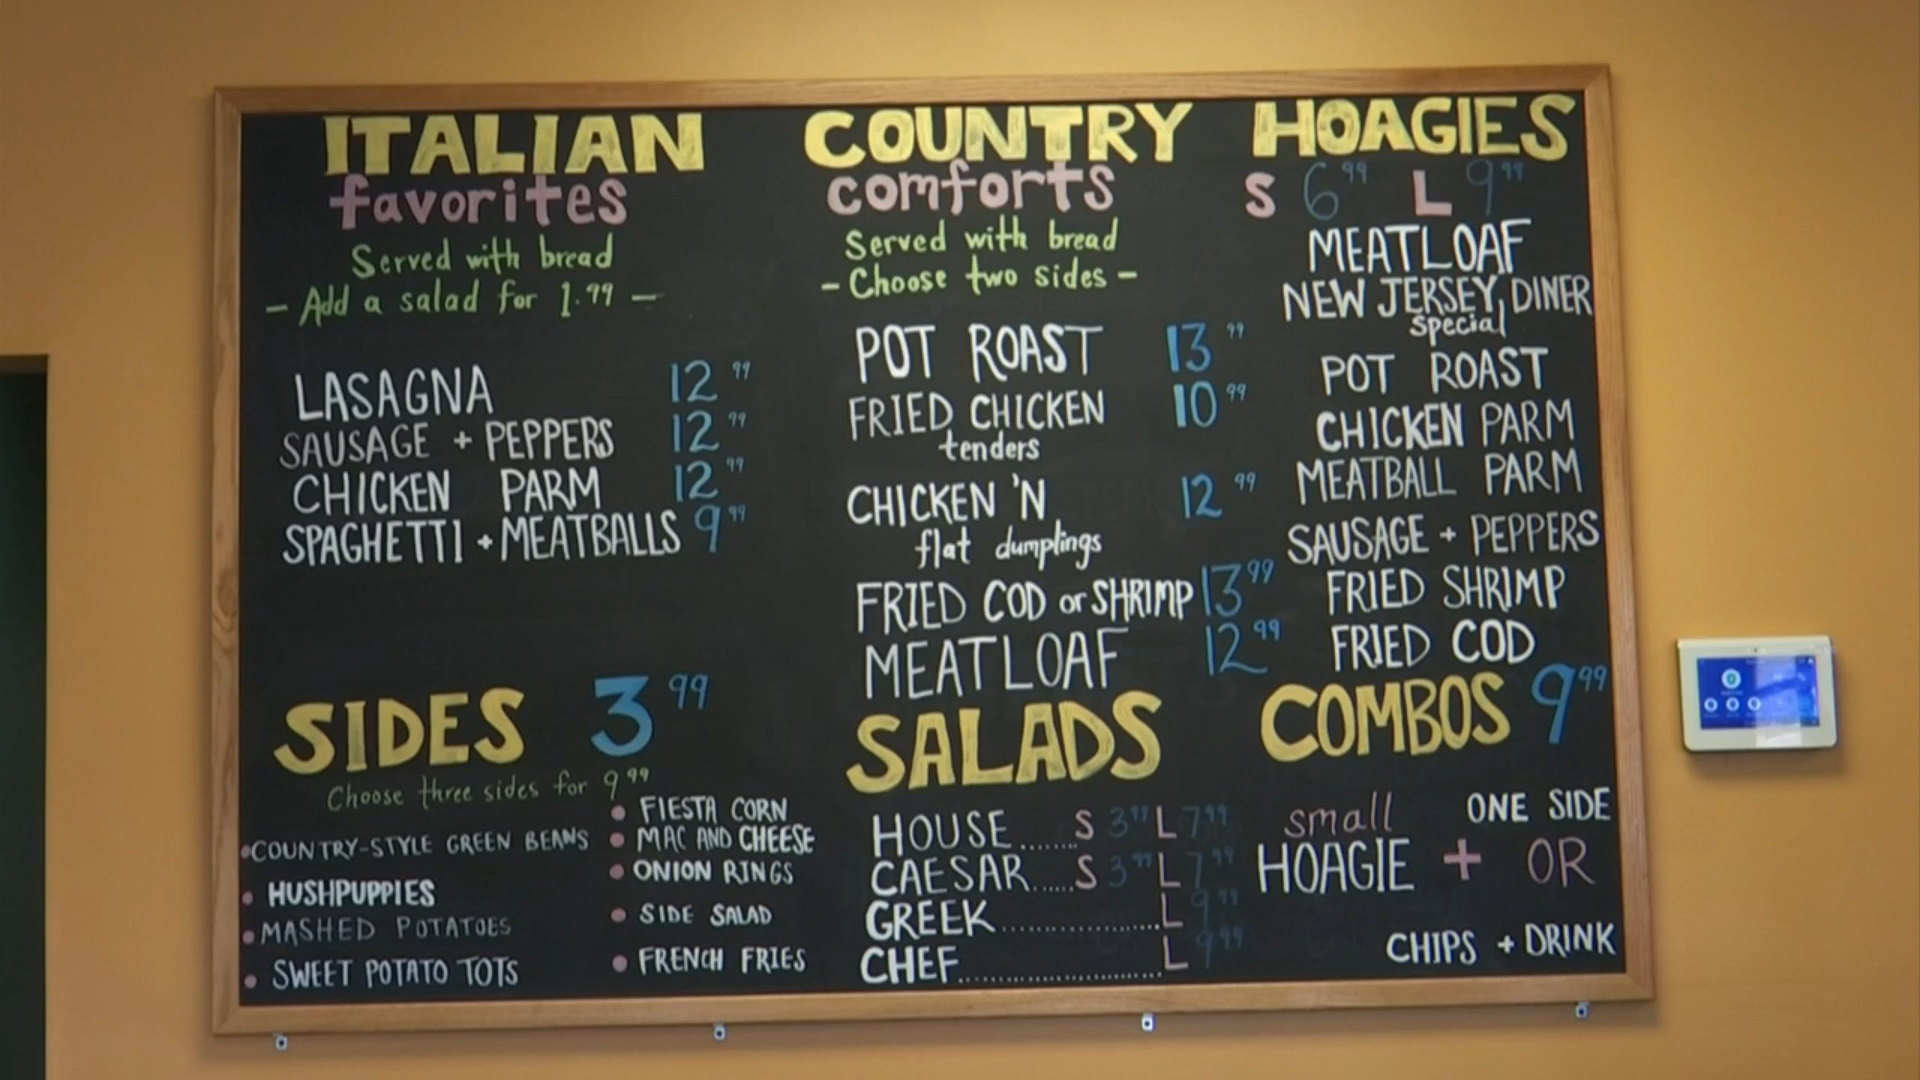 ITALIAN
favorites
Served with bread
- Add a salad for 1.99 -
LASAGNA 12 99
SAUSAGE + PEPPERS 12 99
CHICKEN PARM 12 99
SPAGHETTI + MEATBALLS 9 99
SIDES 3 99
Choose three sides for 9 99
• COUNTRY-STYLE GREEN BEANS
• HUSHPUPPIES
• MASHED POTATOES
• SWEET POTATO TOTS
• FIESTA CORN
• MAC AND CHEESE
• ONION RINGS
• SIDE SALAD
• FRENCH FRIES
COUNTRY
comforts
Served with bread
- Choose two sides -
POT ROAST 13 99
FRIED CHICKEN 10 99
tenders
CHICKEN 'N 12 99
flat dumplings
FRIED COD or SHRIMP 13 99
MEATLOAF 12 99
SALADS
HOUSE....... S 3 99 L 7 99
CAESAR...... S 3 99 L 7 99
GREEK.................. L 9 99
CHEF....................... L 9 99
HOAGIES
S 6 99 L 9 99
MEATLOAF
NEW JERSEY DINER
special
POT ROAST
CHICKEN PARM
MEATBALL PARM
SAUSAGE + PEPPERS
FRIED SHRIMP
FRIED COD
COMBOS 9 99
small ONE SIDE
HOAGIE + OR
CHIPS + DRINK